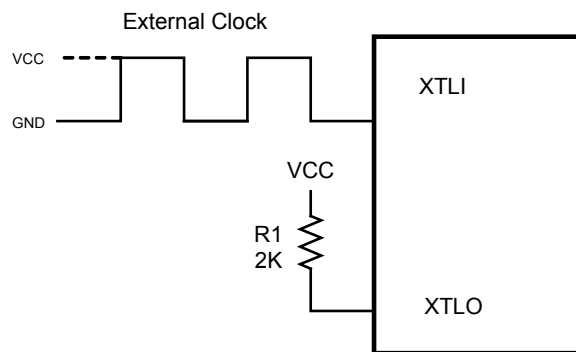 External Clock
VCC
GND
XTLI
VCC
R1
2K
XTLO